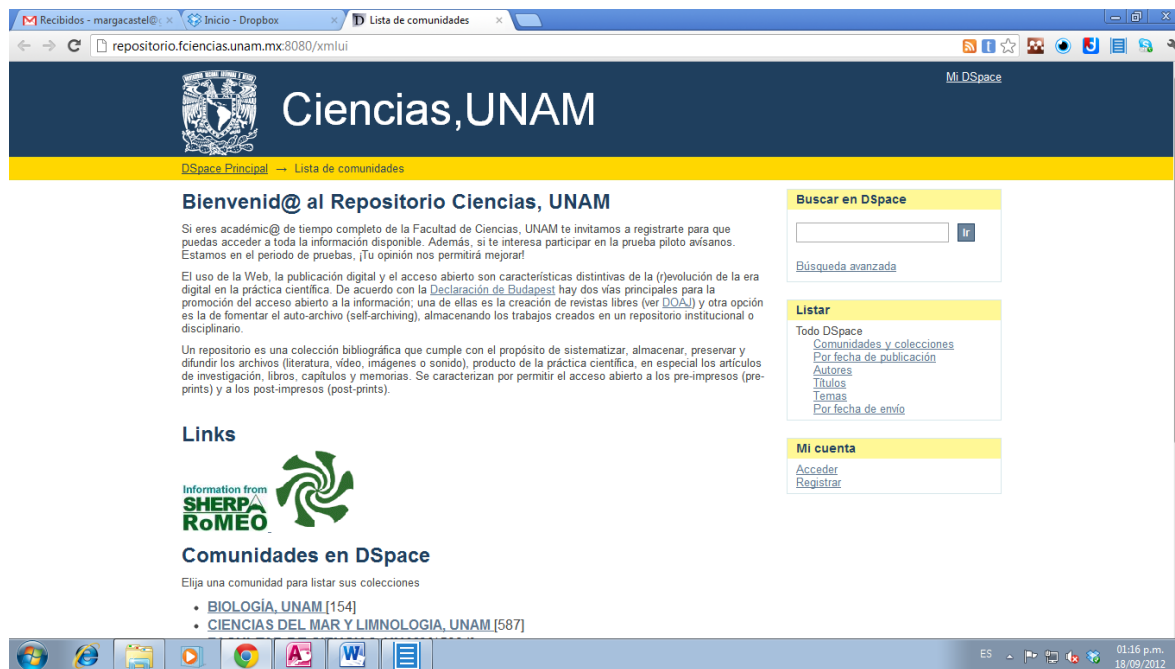 Recibidos - margacastel@g
Inicio - Dropbox
Lista de comunidades
repositorio.fciencias.unam.mx:8080/xmlui
Mi DSpace
Ciencias,UNAM
DSpace Principal → Lista de comunidades
Bienvenid@ al Repositorio Ciencias, UNAM
Si eres académic@ de tiempo completo de la Facultad de Ciencias, UNAM te invitamos a registrarte para que
puedas acceder a toda la información disponible. Además, si te interesa participar en la prueba piloto avísanos.
Estamos en el periodo de pruebas, ¡Tu opinión nos permitirá mejorar!
El uso de la Web, la publicación digital y el acceso abierto son características distintivas de la (r)evolución de la era
digital en la práctica científica. De acuerdo con la Declaración de Budapest hay dos vías principales para la
promoción del acceso abierto a la información; una de ellas es la creación de revistas libres (ver DOAJ) y otra opción
es la de fomentar el auto-archivo (self-archiving), almacenando los trabajos creados en un repositorio institucional o
disciplinario.
Un repositorio es una colección bibliográfica que cumple con el propósito de sistematizar, almacenar, preservar y
difundir los archivos (literatura, vídeo, imágenes o sonido), producto de la práctica científica, en especial los artículos
de investigación, libros, capítulos y memorias. Se caracterizan por permitir el acceso abierto a los pre-impresos (pre-
prints) y a los post-impresos (post-prints).
Links
Information from
SHERPA
RoMEO
Comunidades en DSpace
Elija una comunidad para listar sus colecciones
BIOLOGÍA, UNAM [154]
CIENCIAS DEL MAR Y LIMNOLOGIA, UNAM [587]
Buscar en DSpace
Ir
Búsqueda avanzada
Listar
Todo DSpace
Comunidades y colecciones
Por fecha de publicación
Autores
Títulos
Temas
Por fecha de envío
Mi cuenta
Acceder
Registrar
ES
01:16 p.m.
18/09/2012